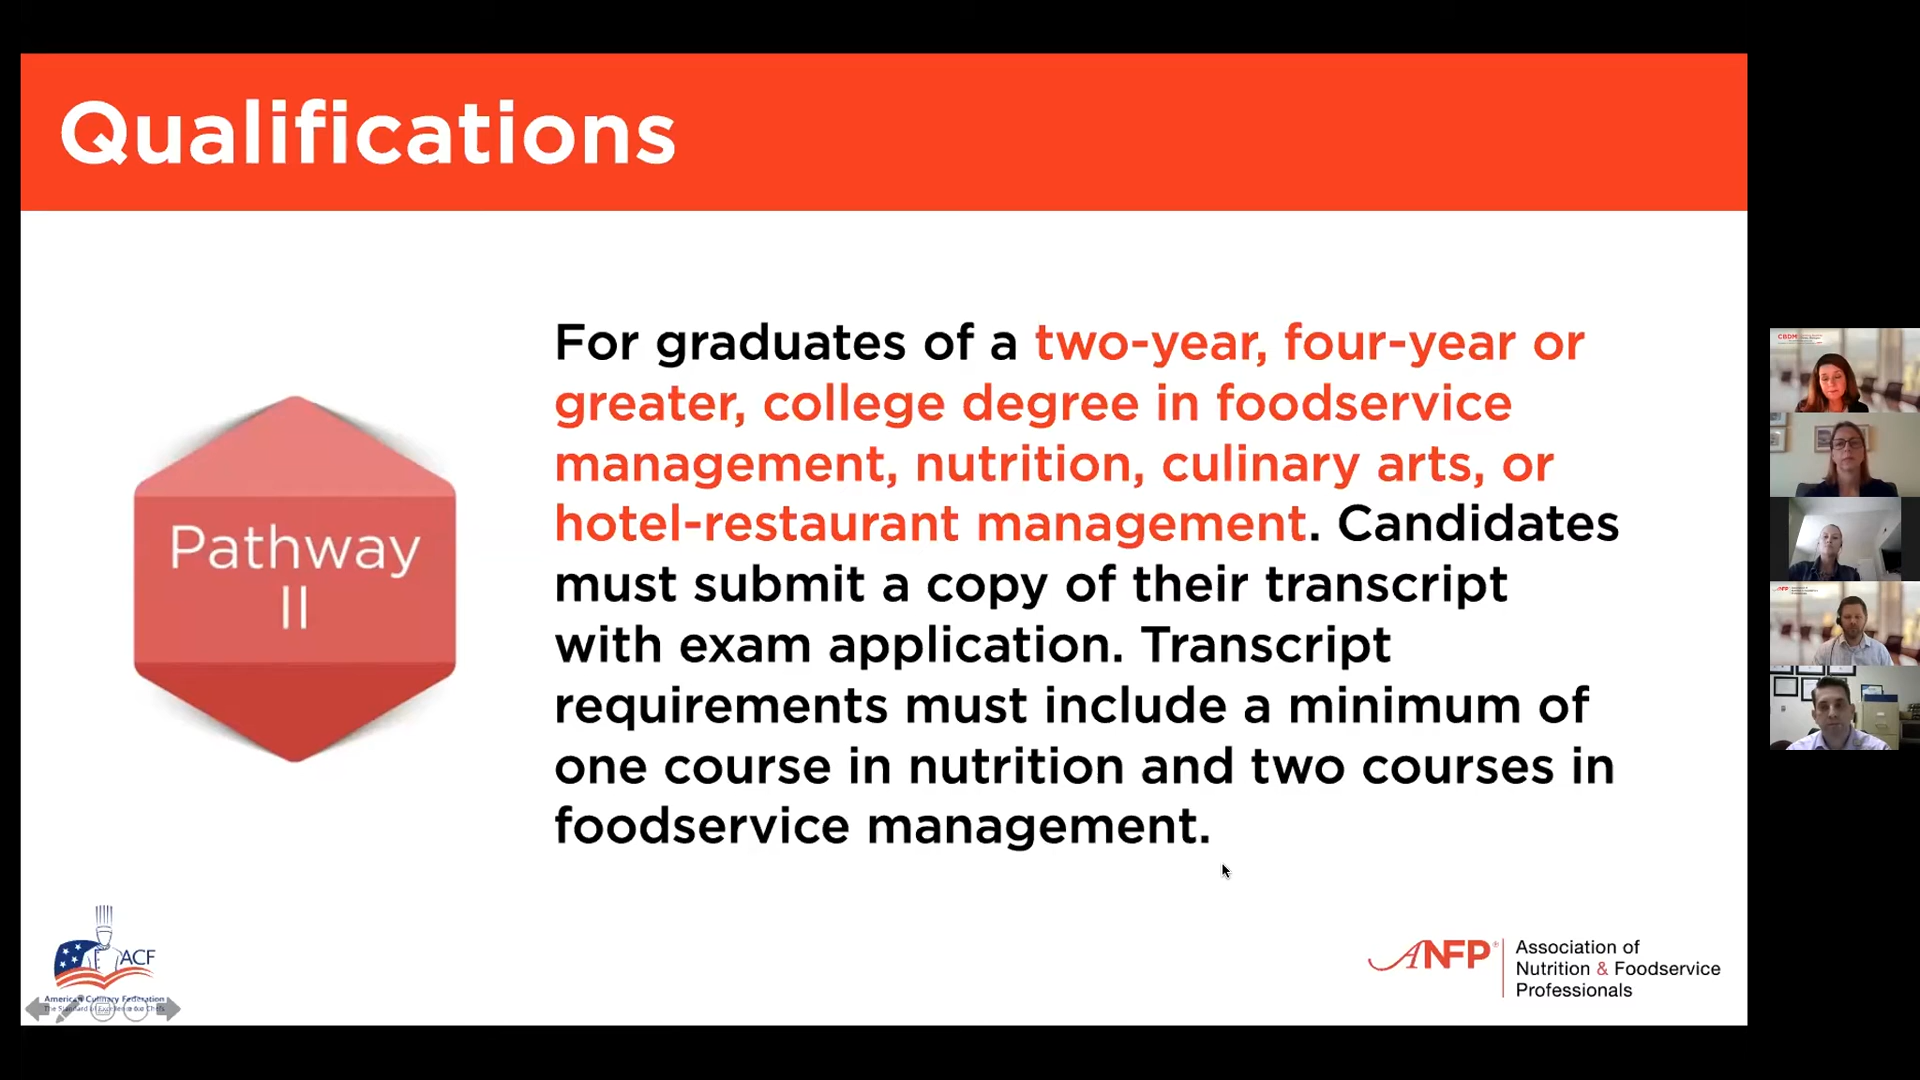 Qualifications
Pathway
II
For graduates of a two-year, four-year or
greater, college degree in foodservice
management, nutrition, culinary arts, or
hotel-restaurant management. Candidates
must submit a copy of their transcript
with exam application. Transcript
requirements must include a minimum of
one course in nutrition and two courses in
foodservice management.
ACF
American Culinary Federation
ANFP®
Association of
Nutrition & Foodservice
Professionals
CBDM